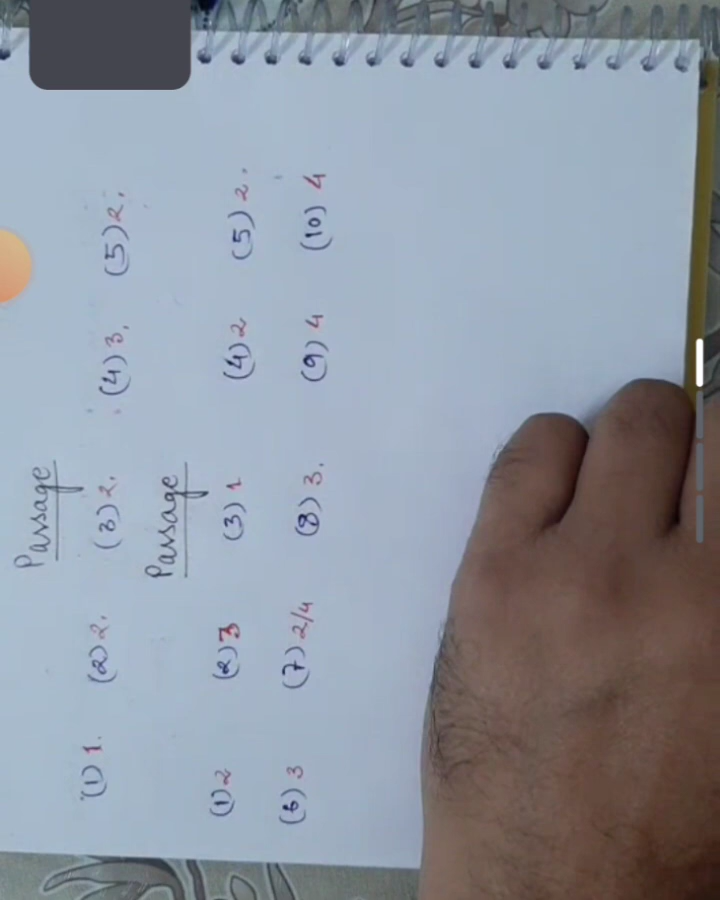 Passage
(1) 1. (2) 2. (3) 2. (4) 3. (5) 2.
Passage
(1) 2 (2) 3 (3) 1 (4) 2 (5) 2.
(6) 3 (7) 2/4 (8) 3. (9) 4 (10) 4